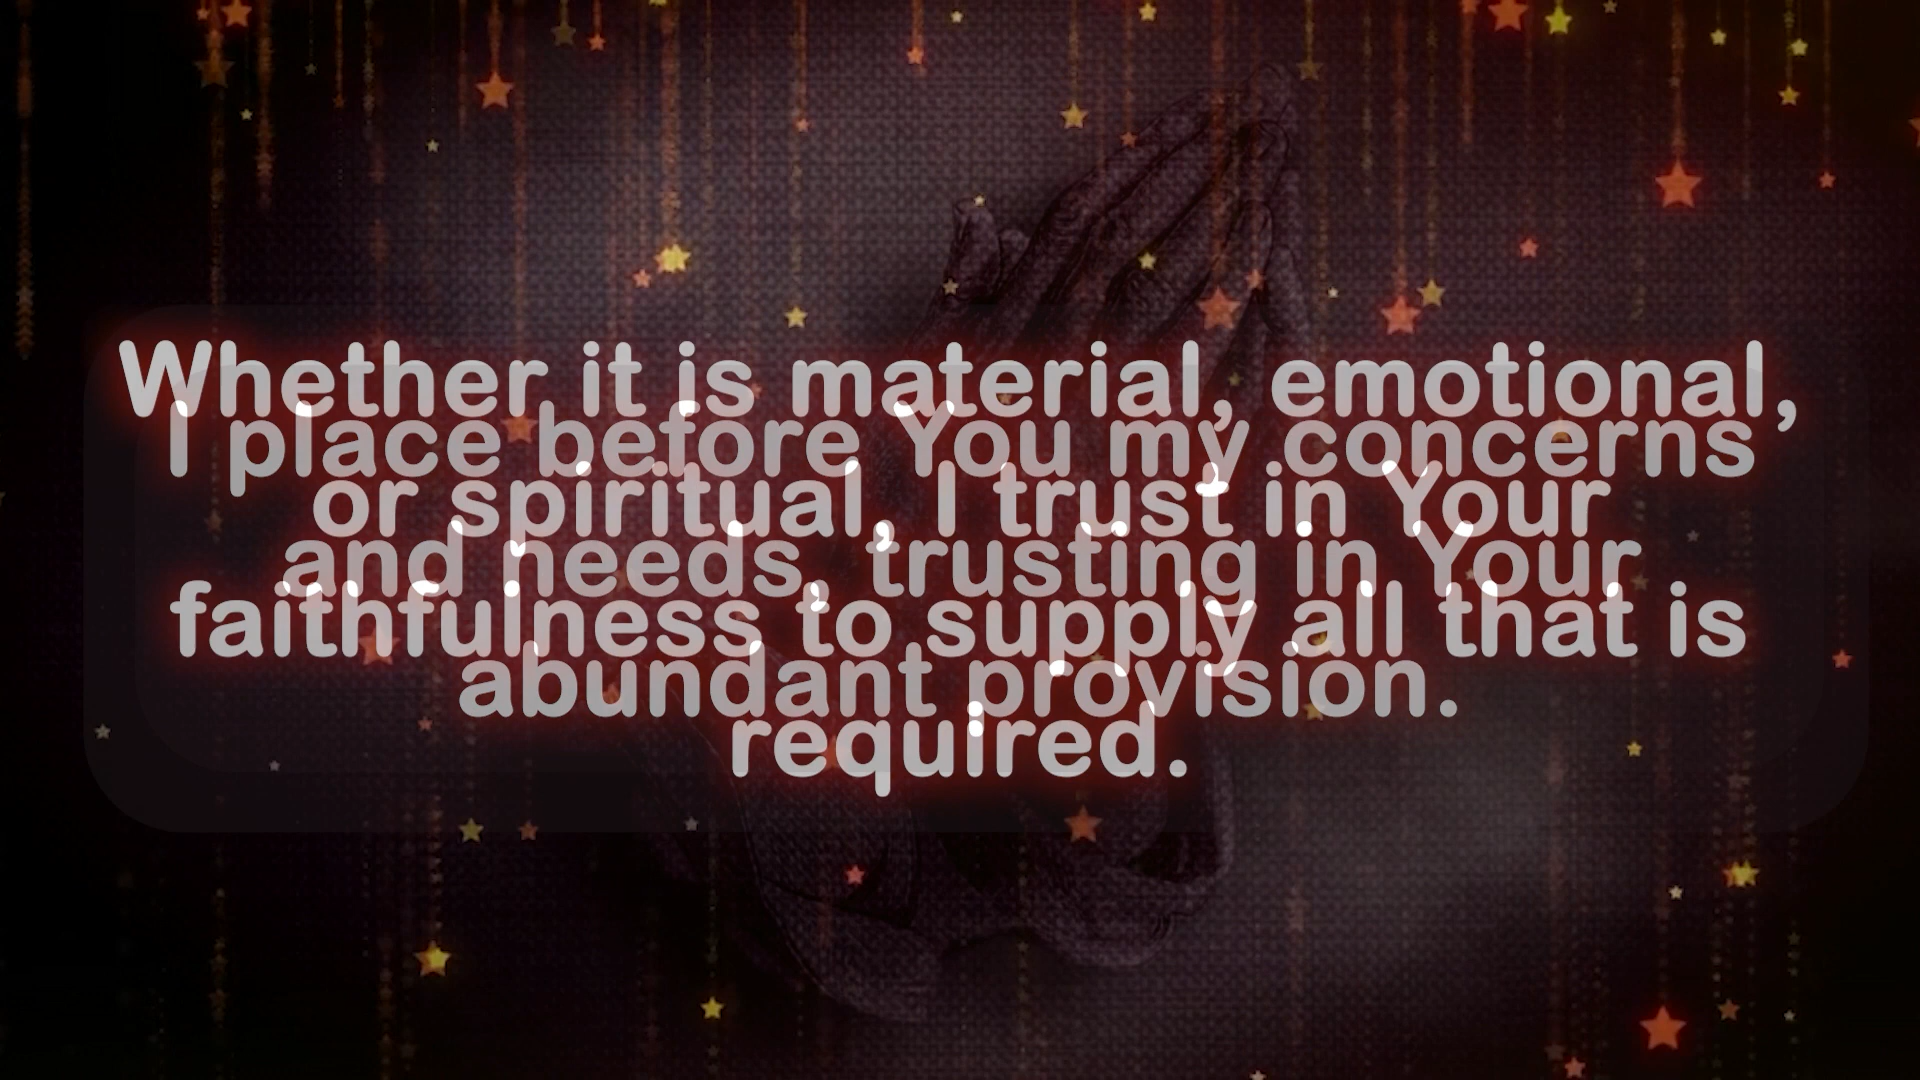 Whether it is material, emotional,
I place before You my concerns
or spiritual, I trust in Your
and needs, trusting in Your
faithfulness to supply all that is
abundant provision.
required.